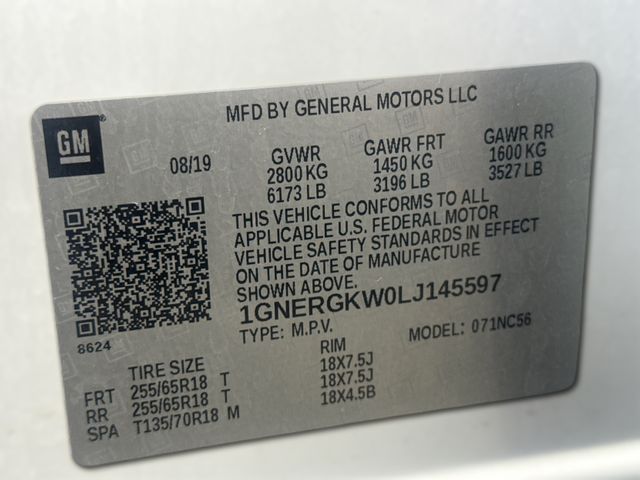 MFD BY GENERAL MOTORS LLC
GM
08/19
GVWR GAWR FRT GAWR RR
2800 KG 1450 KG 1600 KG
6173 LB 3196 LB 3527 LB
THIS VEHICLE CONFORMS TO ALL
APPLICABLE U.S. FEDERAL MOTOR
VEHICLE SAFETY STANDARDS IN EFFECT
ON THE DATE OF MANUFACTURE
SHOWN ABOVE.
1GNERGKW0LJ145597
8624
TYPE: M.P.V. MODEL: 071NC56
TIRE SIZE RIM
FRT 255/65R18 T 18X7.5J
RR 255/65R18 T 18X7.5J
SPA T135/70R18 M 18X4.5B